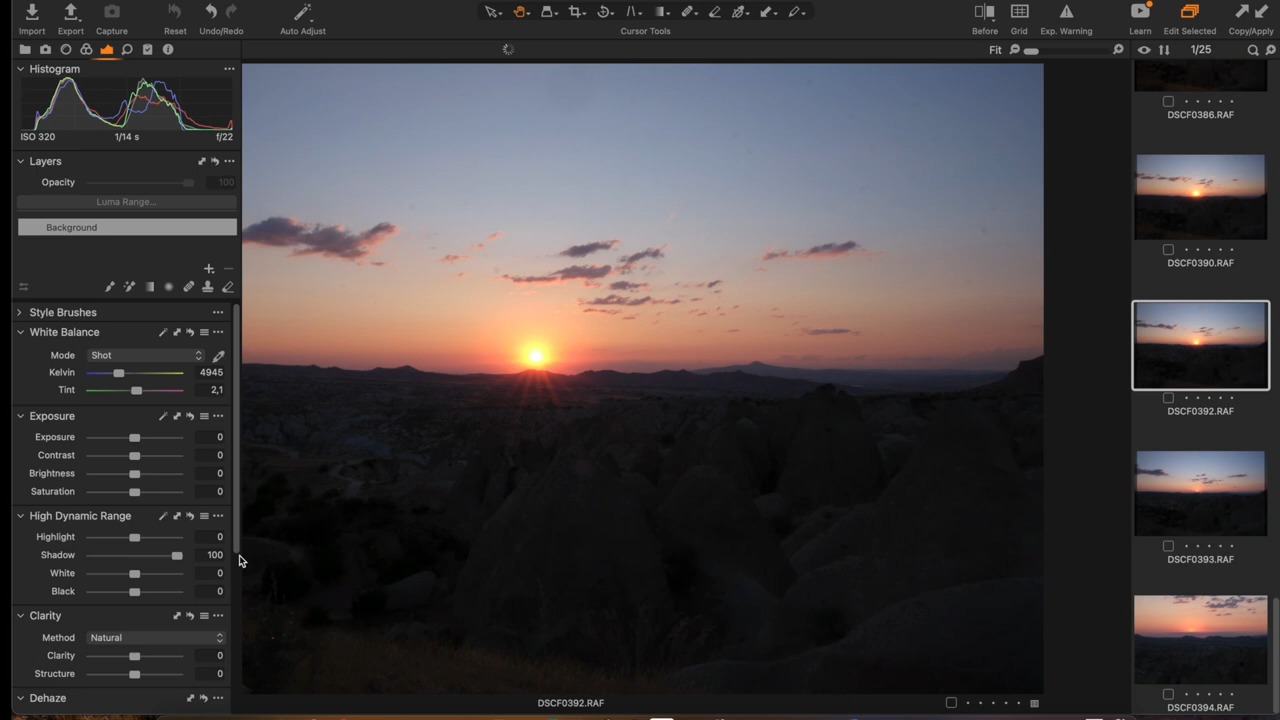 Import
Export
Capture
Reset
Undo/Redo
Auto Adjust
Cursor Tools
Before
Grid
Exp. Warning
Learn
Edit Selected
Copy/Apply
Fit
1/25
Histogram
ISO 320
1/14 s
f/22
Layers
Opacity
100
Luma Range...
Background
Style Brushes
White Balance
Mode
Shot
Kelvin
4945
Tint
2,1
Exposure
Exposure
0
Contrast
0
Brightness
0
Saturation
0
High Dynamic Range
Highlight
0
Shadow
100
White
0
Black
0
Clarity
Method
Natural
Clarity
0
Structure
0
Dehaze
DSCF0392.RAF
DSCF0386.RAF
DSCF0390.RAF
DSCF0392.RAF
DSCF0393.RAF
DSCF0394.RAF